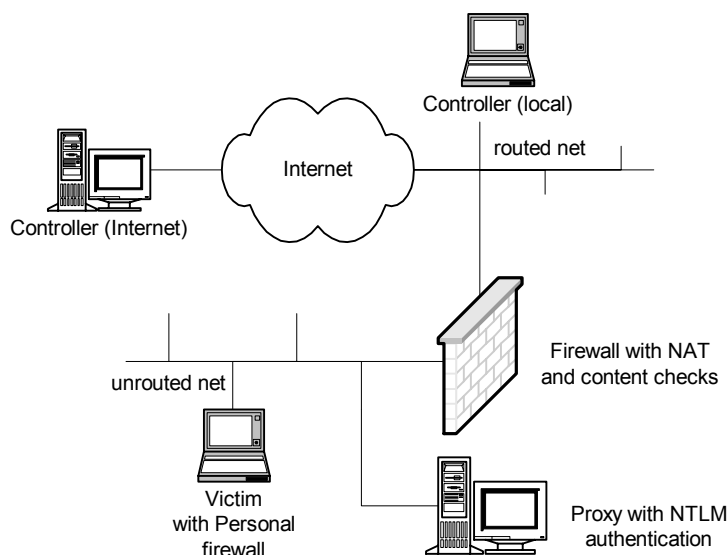 Controller (local)
routed net
Internet
Controller (Internet)
Firewall with NAT
and content checks
unrouted net
Victim
with Personal
firewall
Proxy with NTLM
authentication